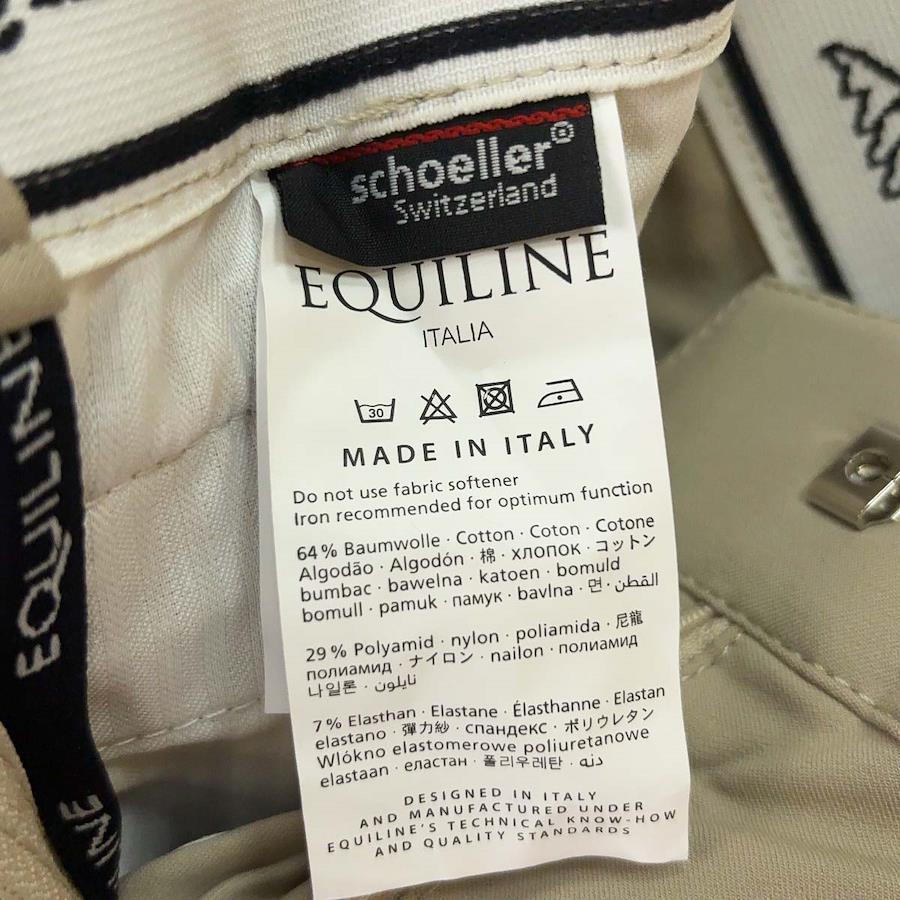 schoeller®
Switzerland
EQUILINE
ITALIA
30
MADE IN ITALY
Do not use fabric softener
Iron recommended for optimum function
64% Baumwolle · Cotton · Coton · Cotone
Algodão · Algodón · 棉 · хлопок · コットン
bumbac · bawelna · katoen · bomuld
bomull · pamuk · памук · bavlna · 면 · القطن
29% Polyamid · nylon · poliamida · 尼龍
полиамид · ナイロン · nailon · полиамид
나일론 · نايلون
7% Elasthan · Elastane · Élasthanne · Elastan
elastano · 彈力紗 · спандекс · ポリウレタン
Wlókno elastomerowe poliuretanowe
elastaan · еластан · 폴리우레탄 · دنه
DESIGNED IN ITALY
AND MANUFACTURED UNDER
EQUILINE'S TECHNICAL KNOW-HOW
AND QUALITY STANDARDS
EQUILINE
INE